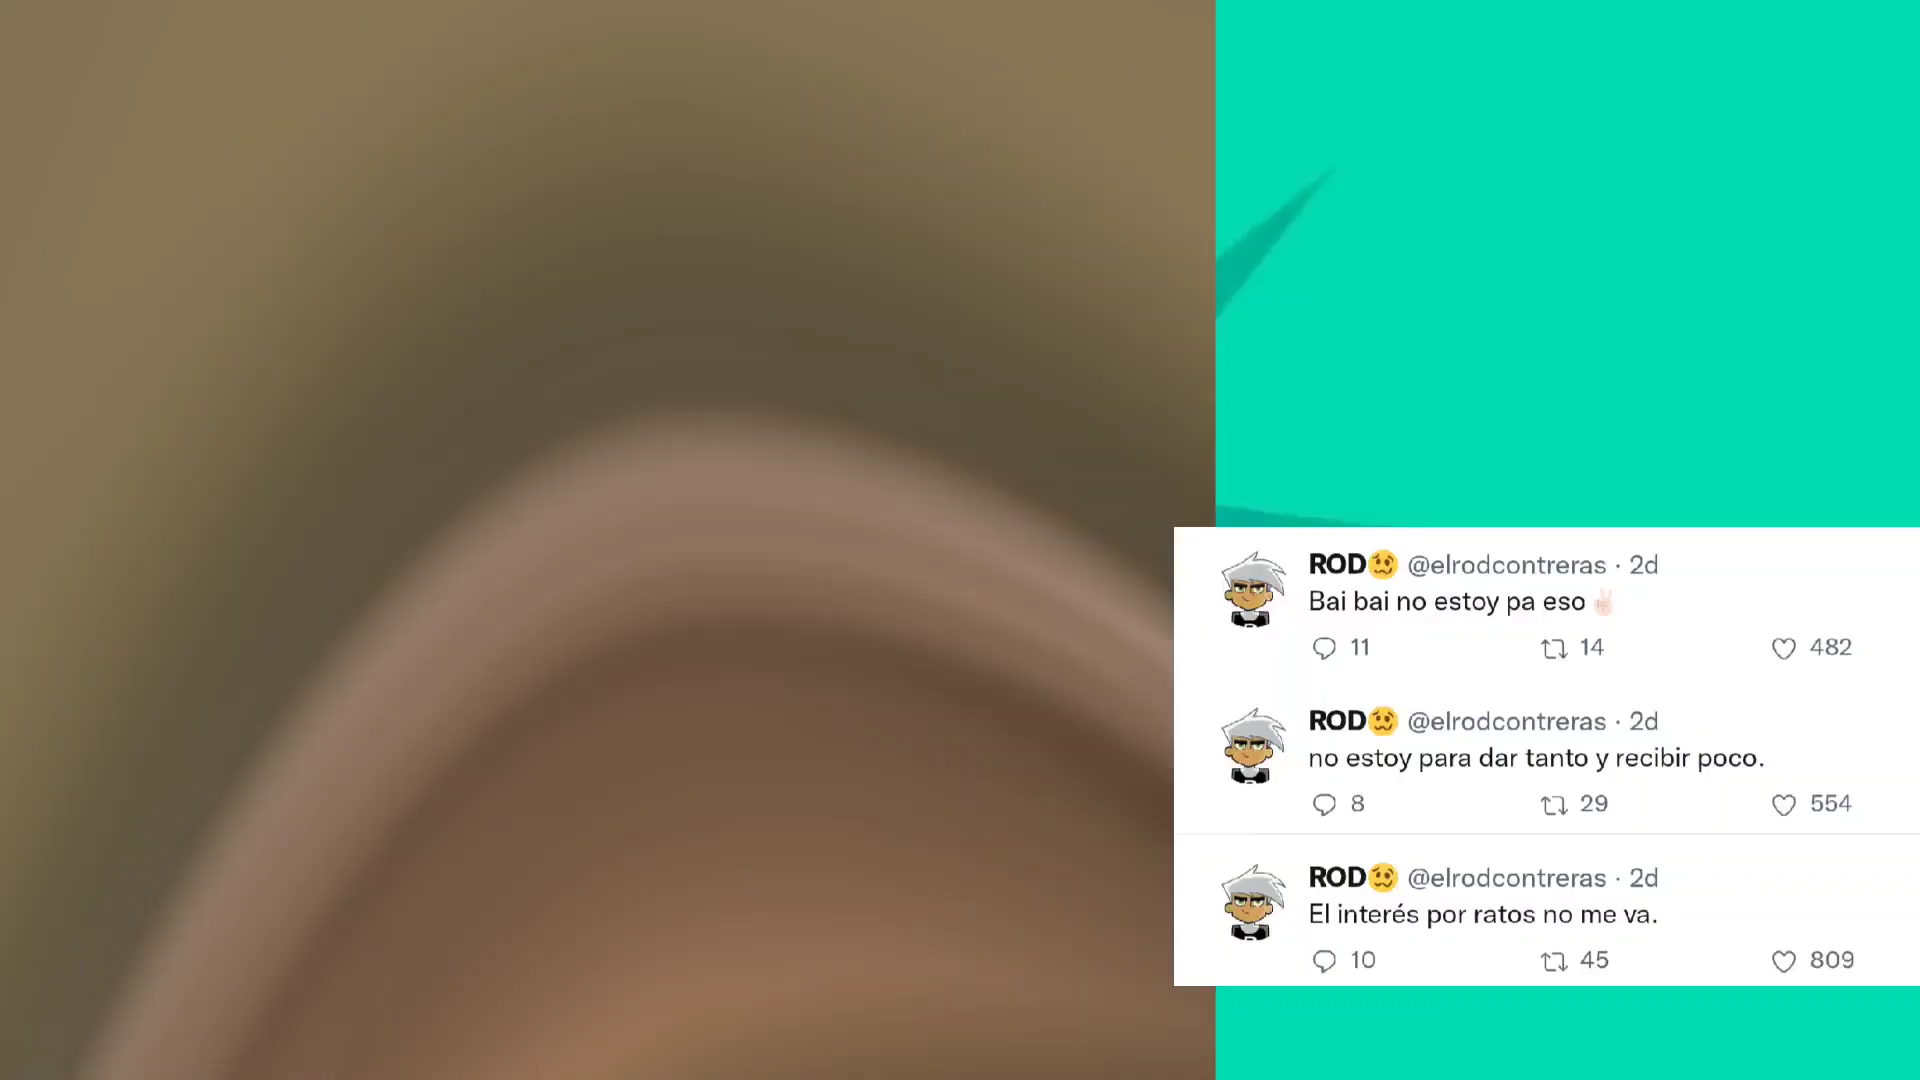 ROD🥴 @elrodcontreras · 2d
Bai bai no estoy pa eso✌🏻
11 14 482
ROD🥴 @elrodcontreras · 2d
no estoy para dar tanto y recibir poco.
8 29 554
ROD🥴 @elrodcontreras · 2d
El interés por ratos no me va.
10 45 809